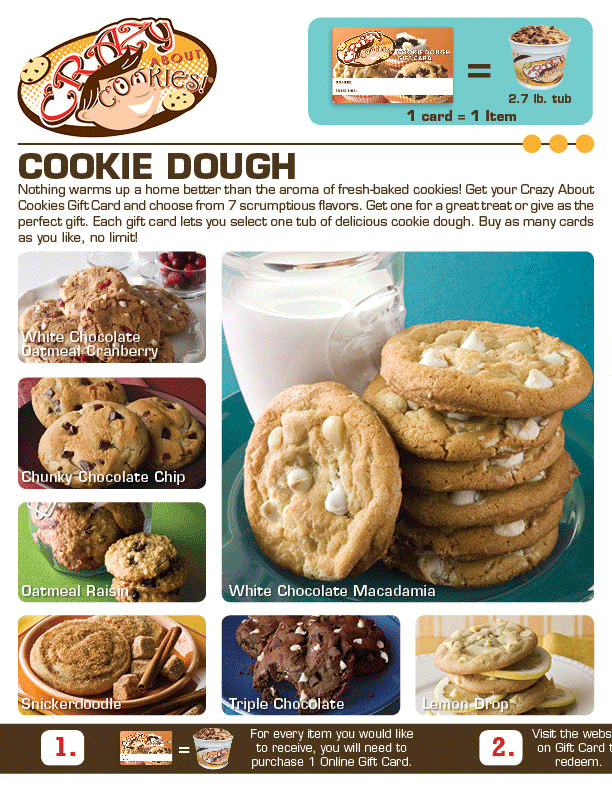 CRAZY
ABOUT
COOKIES!
COOKIE DOUGH
GIFT CARD
=
2.7 lb. tub
1 card = 1 Item
COOKIE DOUGH
Nothing warms up a home better than the aroma of fresh-baked cookies! Get your Crazy About
Cookies Gift Card and choose from 7 scrumptious flavors. Get one for a great treat or give as the
perfect gift. Each gift card lets you select one tub of delicious cookie dough. Buy as many cards
as you like, no limit!
White Chocolate
Oatmeal Cranberry
Chunky Chocolate Chip
Oatmeal Raisin
White Chocolate Macadamia
Snickerdoodle
Triple Chocolate
Lemon Drop
1.
=
For every item you would like
to receive, you will need to
purchase 1 Online Gift Card.
2.
Visit the webs
on Gift Card t
redeem.